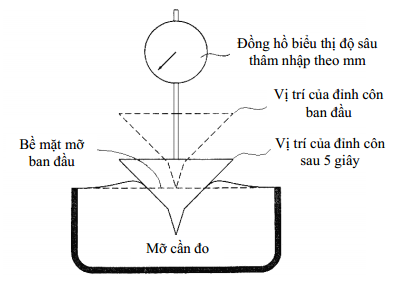 Đồng hồ biểu thị độ sâu
thâm nhập theo mm
Vị trí của đỉnh côn
ban đầu
Bề mặt mỡ
ban đầu
Vị trí của đỉnh côn
sau 5 giây
Mỡ cần đo